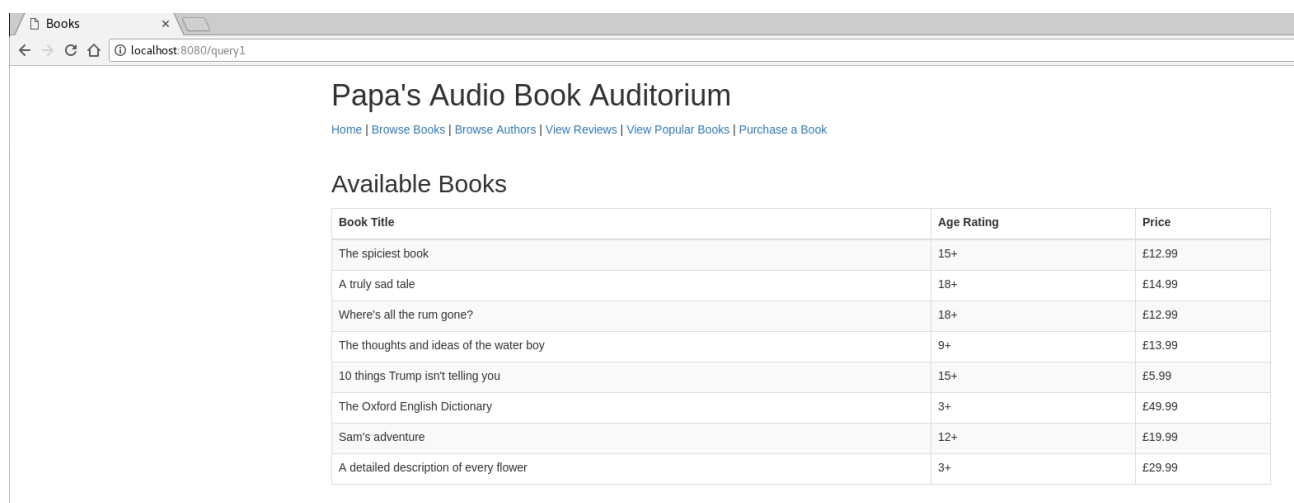 Books
localhost:8080/query1
Papa's Audio Book Auditorium
Home | Browse Books | Browse Authors | View Reviews | View Popular Books | Purchase a Book
Available Books
Book Title Age Rating Price
The spiciest book 15+ £12.99
A truly sad tale 18+ £14.99
Where's all the rum gone? 18+ £12.99
The thoughts and ideas of the water boy 9+ £13.99
10 things Trump isn't telling you 15+ £5.99
The Oxford English Dictionary 3+ £49.99
Sam's adventure 12+ £19.99
A detailed description of every flower 3+ £29.99